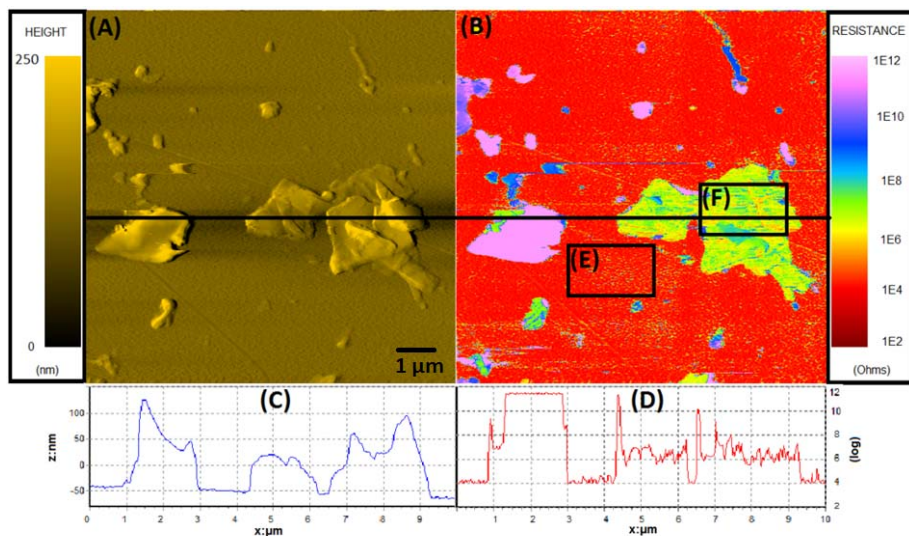 HEIGHT
250
0
(nm)
(A)
1 µm
(B)
(E)
(F)
RESISTANCE
1E12
1E10
1E8
1E6
1E4
1E2
(Ohms)
(C)
z:nm
100
50
0
-50
0 1 2 3 4 5 6 7 8 9
x:µm
(D)
12
10
8
6
4
2
(log)
0 1 2 3 4 5 6 7 8 9 10
x:µm